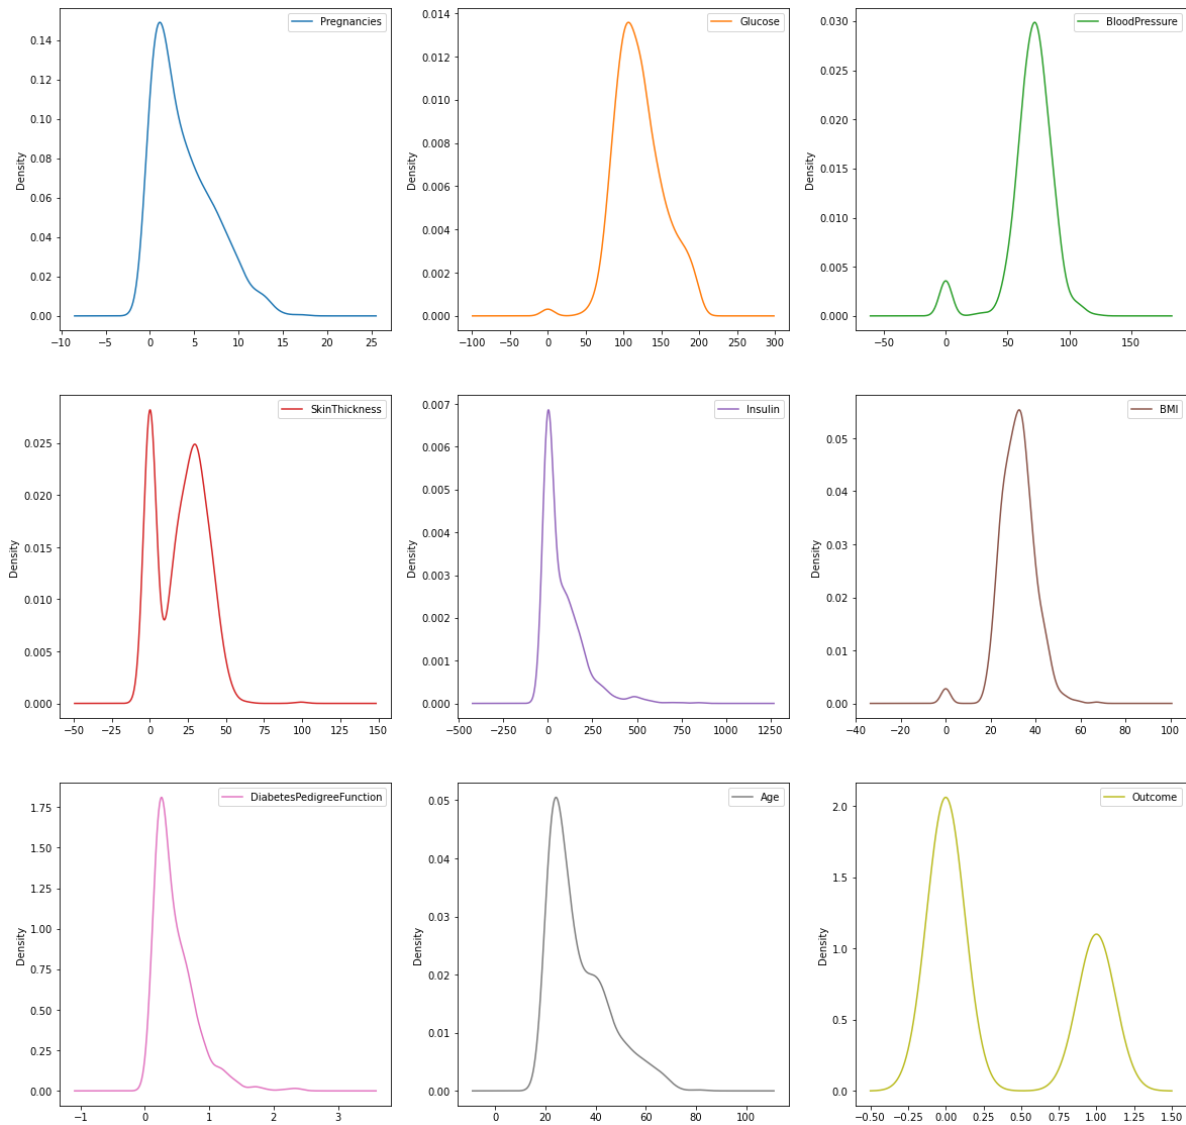 Pregnancies
Density
0.14
0.12
0.10
0.08
0.06
0.04
0.02
0.00
−10 −5 0 5 10 15 20 25
Glucose
Density
0.014
0.012
0.010
0.008
0.006
0.004
0.002
0.000
−100 −50 0 50 100 150 200 250 300
BloodPressure
Density
0.030
0.025
0.020
0.015
0.010
0.005
0.000
−50 0 50 100 150
SkinThickness
Density
0.025
0.020
0.015
0.010
0.005
0.000
−50 −25 0 25 50 75 100 125 150
Insulin
Density
0.007
0.006
0.005
0.004
0.003
0.002
0.001
0.000
−500 −250 0 250 500 750 1000 1250
BMI
Density
0.05
0.04
0.03
0.02
0.01
0.00
−40 −20 0 20 40 60 80 100
DiabetesPedigreeFunction
Density
1.75
1.50
1.25
1.00
0.75
0.50
0.25
0.00
−1 0 1 2 3
Age
Density
0.05
0.04
0.03
0.02
0.01
0.00
0 20 40 60 80 100
Outcome
Density
2.0
1.5
1.0
0.5
0.0
−0.50 −0.25 0.00 0.25 0.50 0.75 1.00 1.25 1.50